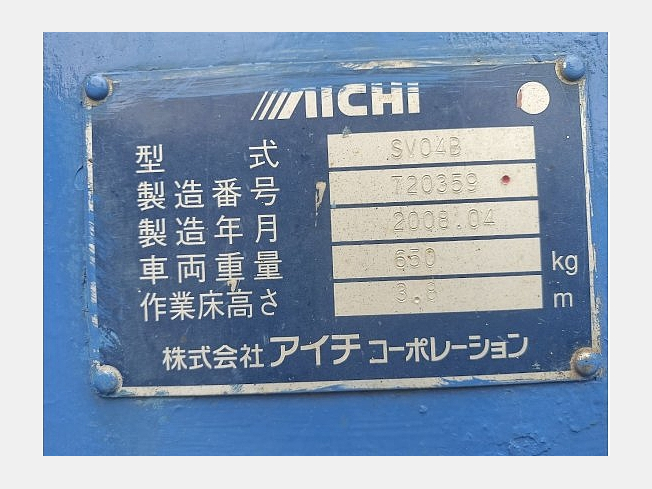 AICHI
型式 SV04B
製造番号 720359
製造年月 2008.04
車両重量 650 kg
作業床高さ 3.8 m
株式会社 アイチ コーポレーション